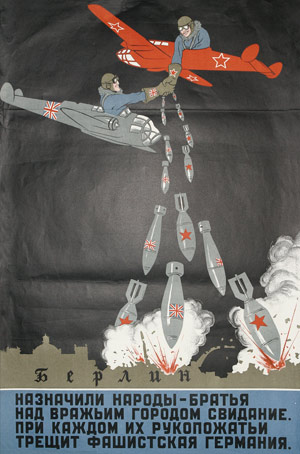 Берлин
НАЗНАЧИЛИ НАРОДЫ-БРАТЬЯ
НАД ВРАЖЬИМ ГОРОДОМ СВИДАНИЕ.
ПРИ КАЖДОМ ИХ РУКОПОЖАТЬИ
ТРЕЩИТ ФАШИСТСКАЯ ГЕРМАНИЯ.